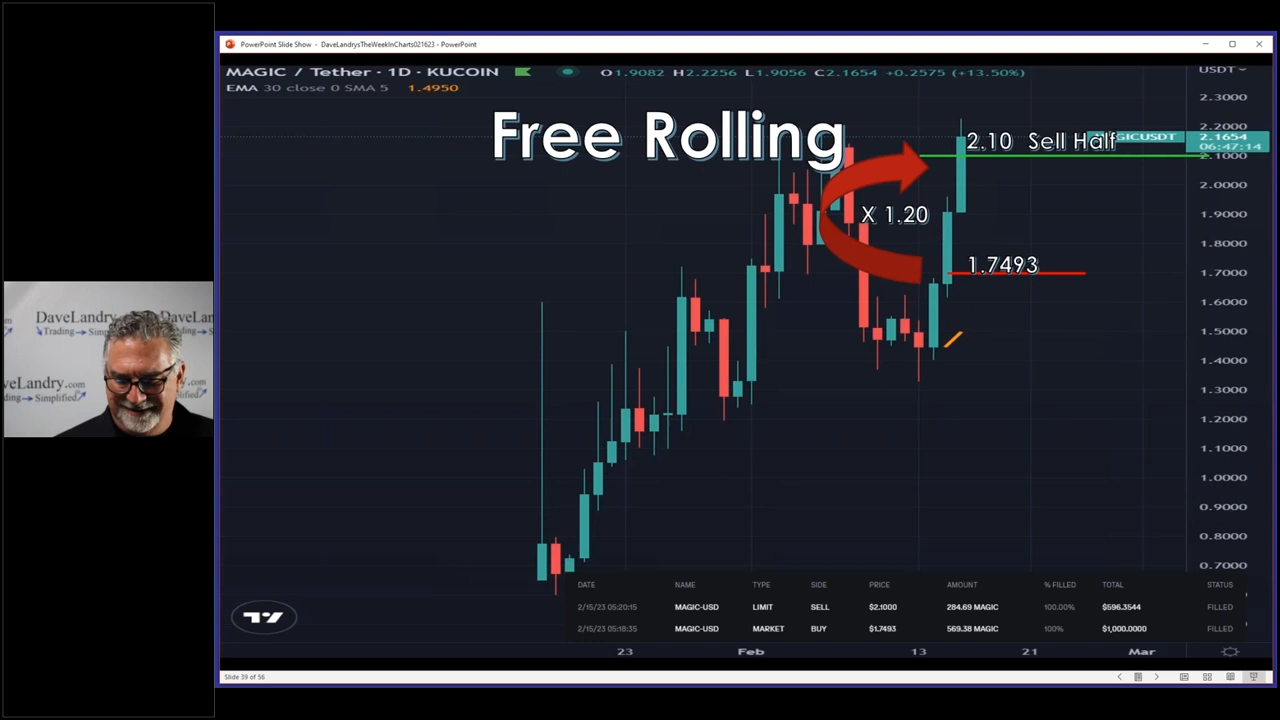 PowerPoint Slide Show - DaveLandrysTheWeekInCharts021623 - PowerPoint
MAGIC / Tether · 1D · KUCOIN O1.9082 H2.2256 L1.9056 C2.1654 +0.2575 (+13.50%)
USDT
EMA 30 close 0 SMA 5 1.4950
Free Rolling
2.10 Sell Half
GICUSDT
X 1.20
1.7493
2.3000
2.2000
2.1654
06:47:14
2.1000
2.0000
1.9000
1.8000
1.7000
1.6000
1.5000
1.4000
1.3000
1.2000
1.1000
1.0000
0.9000
0.8000
0.7000
DATE NAME TYPE SIDE PRICE AMOUNT % FILLED TOTAL STATUS
2/15/23 05:20:15 MAGIC-USD LIMIT SELL $2.1000 284.69 MAGIC 100.00% $596.3544 FILLED
2/15/23 05:18:35 MAGIC-USD MARKET BUY $1.7493 569.38 MAGIC 100% $1,000.0000 FILLED
23 Feb 13 21 Mar
Slide 39 of 56
DaveLandry
Trading
Simplified
DaveLa
aveLandry.com
ding
Simplified